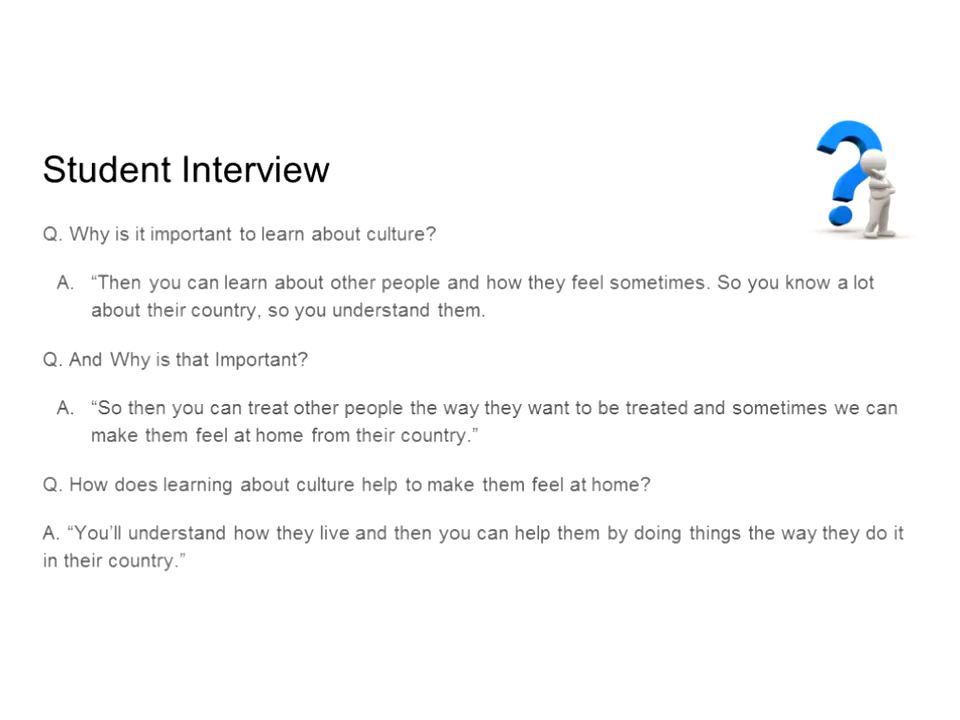 Student Interview
Q. Why is it important to learn about culture?
A. “Then you can learn about other people and how they feel sometimes. So you know a lot
about their country, so you understand them.
Q. And Why is that Important?
A. “So then you can treat other people the way they want to be treated and sometimes we can
make them feel at home from their country.”
Q. How does learning about culture help to make them feel at home?
A. “You’ll understand how they live and then you can help them by doing things the way they do it
in their country.”